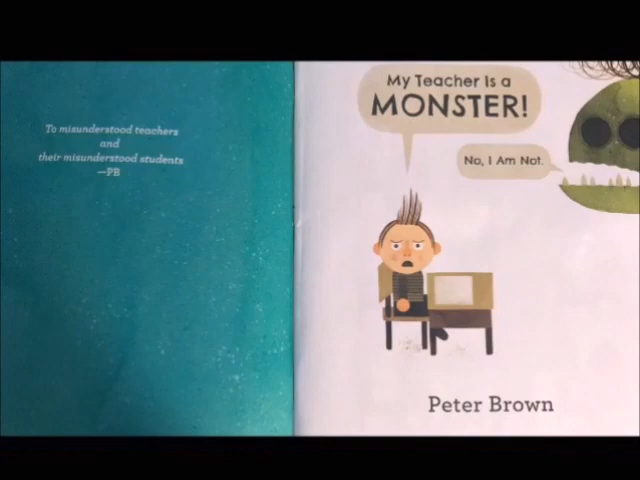 To misunderstood teachers
and
their misunderstood students
—PB
My Teacher Is a
MONSTER!
No, I Am Not.
Peter Brown